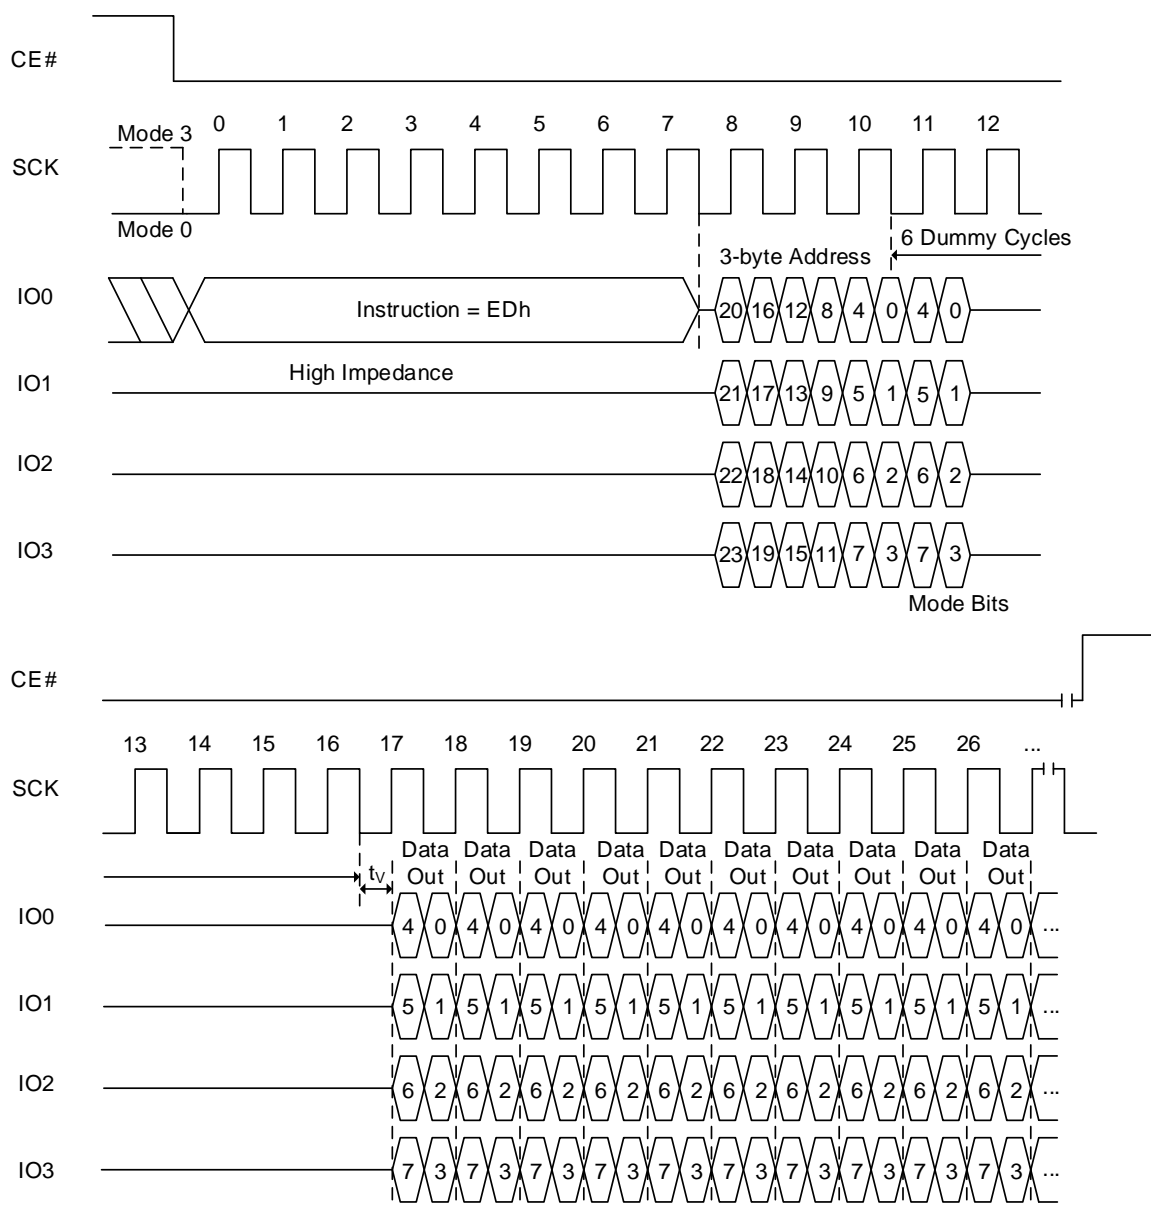 CE#
0 1 2 3 4 5 6 7 8 9 10 11 12
Mode 3
SCK
Mode 0
6 Dummy Cycles
3-byte Address
IO0
Instruction = EDh
20 16 12 8 4 0 4 0
High Impedance
IO1
21 17 13 9 5 1 5 1
IO2
22 18 14 10 6 2 6 2
IO3
23 19 15 11 7 3 7 3
Mode Bits
CE#
13 14 15 16 17 18 19 20 21 22 23 24 25 26 ...
SCK
Data Data Data Data Data Data Data Data Data Data
tV Out Out Out Out Out Out Out Out Out Out
IO0
4 0 4 0 4 0 4 0 4 0 4 0 4 0 4 0 4 0 4 0 ...
IO1
5 1 5 1 5 1 5 1 5 1 5 1 5 1 5 1 5 1 5 1 ...
IO2
6 2 6 2 6 2 6 2 6 2 6 2 6 2 6 2 6 2 6 2 ...
IO3
7 3 7 3 7 3 7 3 7 3 7 3 7 3 7 3 7 3 7 3 ...